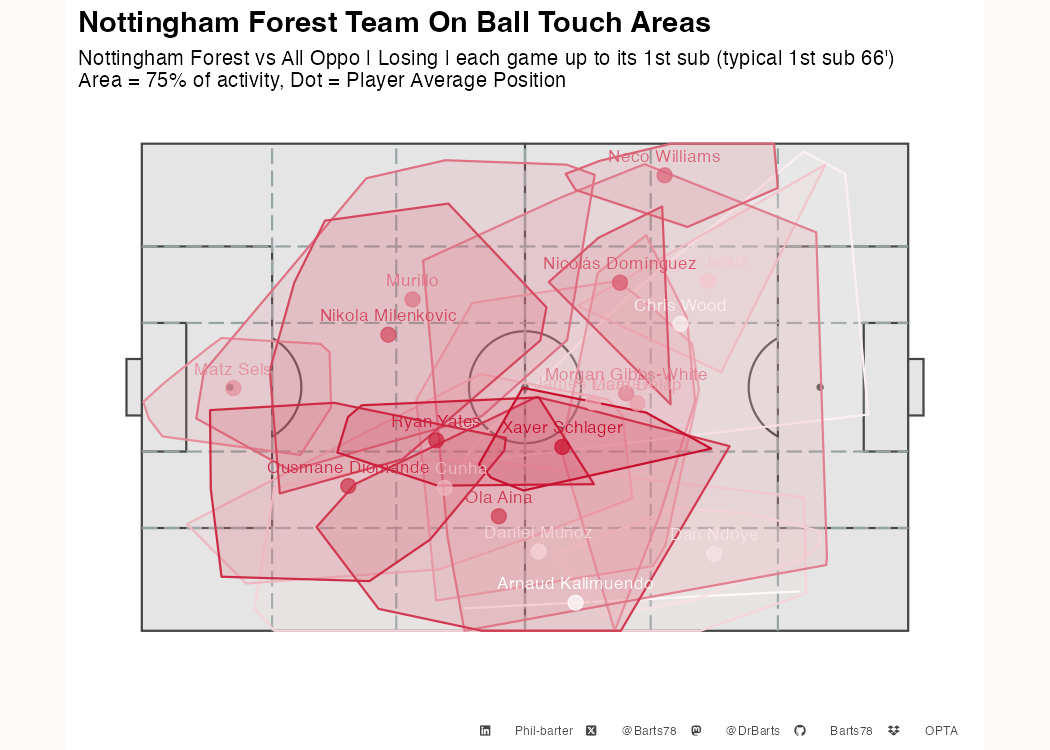 Nottingham Forest Team On Ball Touch Areas
Nottingham Forest vs All Oppo | Losing | each game up to its 1st sub (typical 1st sub 66')
Area = 75% of activity, Dot = Player Average Position
Neco Williams
Nicolás Domínguez
Jesus
Murillo
Chris Wood
Nikola Milenkovic
Matz Sels
Morgan Gibbs-White
James
Ryan Yates
Xaver Schlager
Ousmane Diomande
Cunha
Ola Aina
Daniel Muñoz
Dan Ndoye
Arnaud Kalimuendo
Phil-barter
@Barts78
@DrBarts
Barts78
OPTA